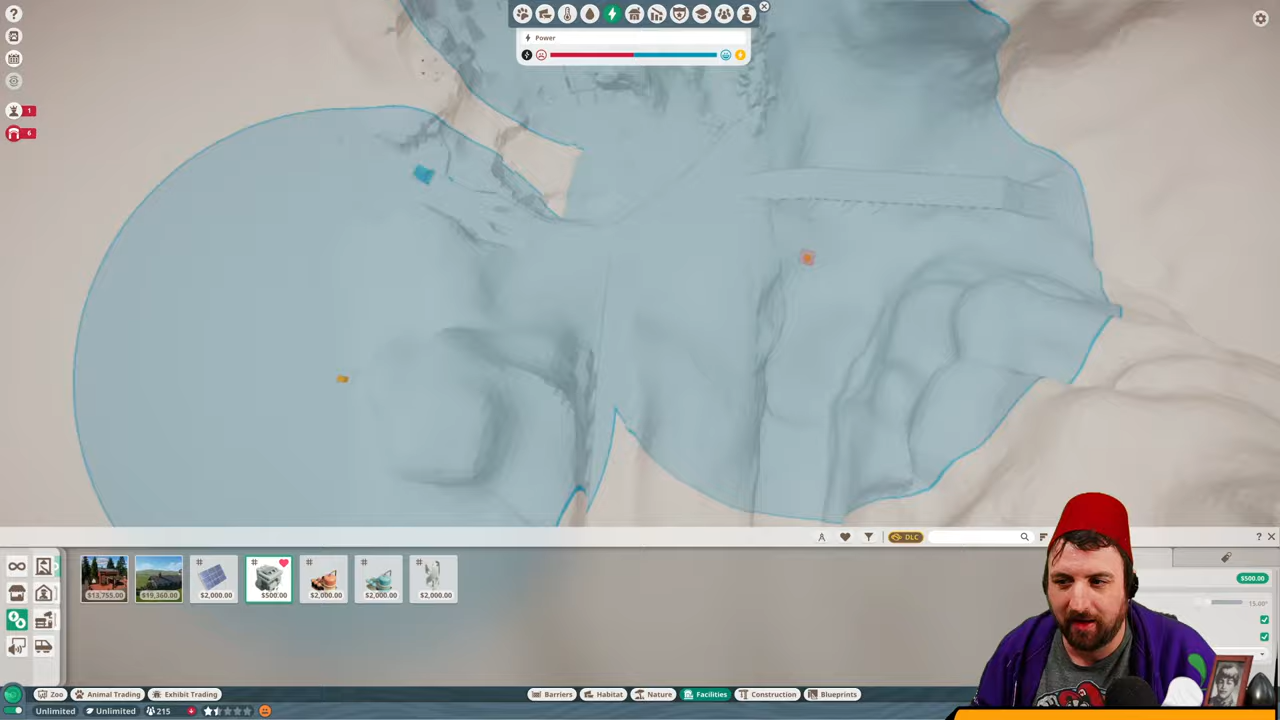 ?
Power
1
6
DLC
?
$13,755.00
$19,360.00
$2,000.00
$500.00
$2,000.00
$2,000.00
$2,000.00
$500.00
15.00°
Zoo
Animal Trading
Exhibit Trading
Barriers
Habitat
Nature
Facilities
Construction
Blueprints
Unlimited
Unlimited
215